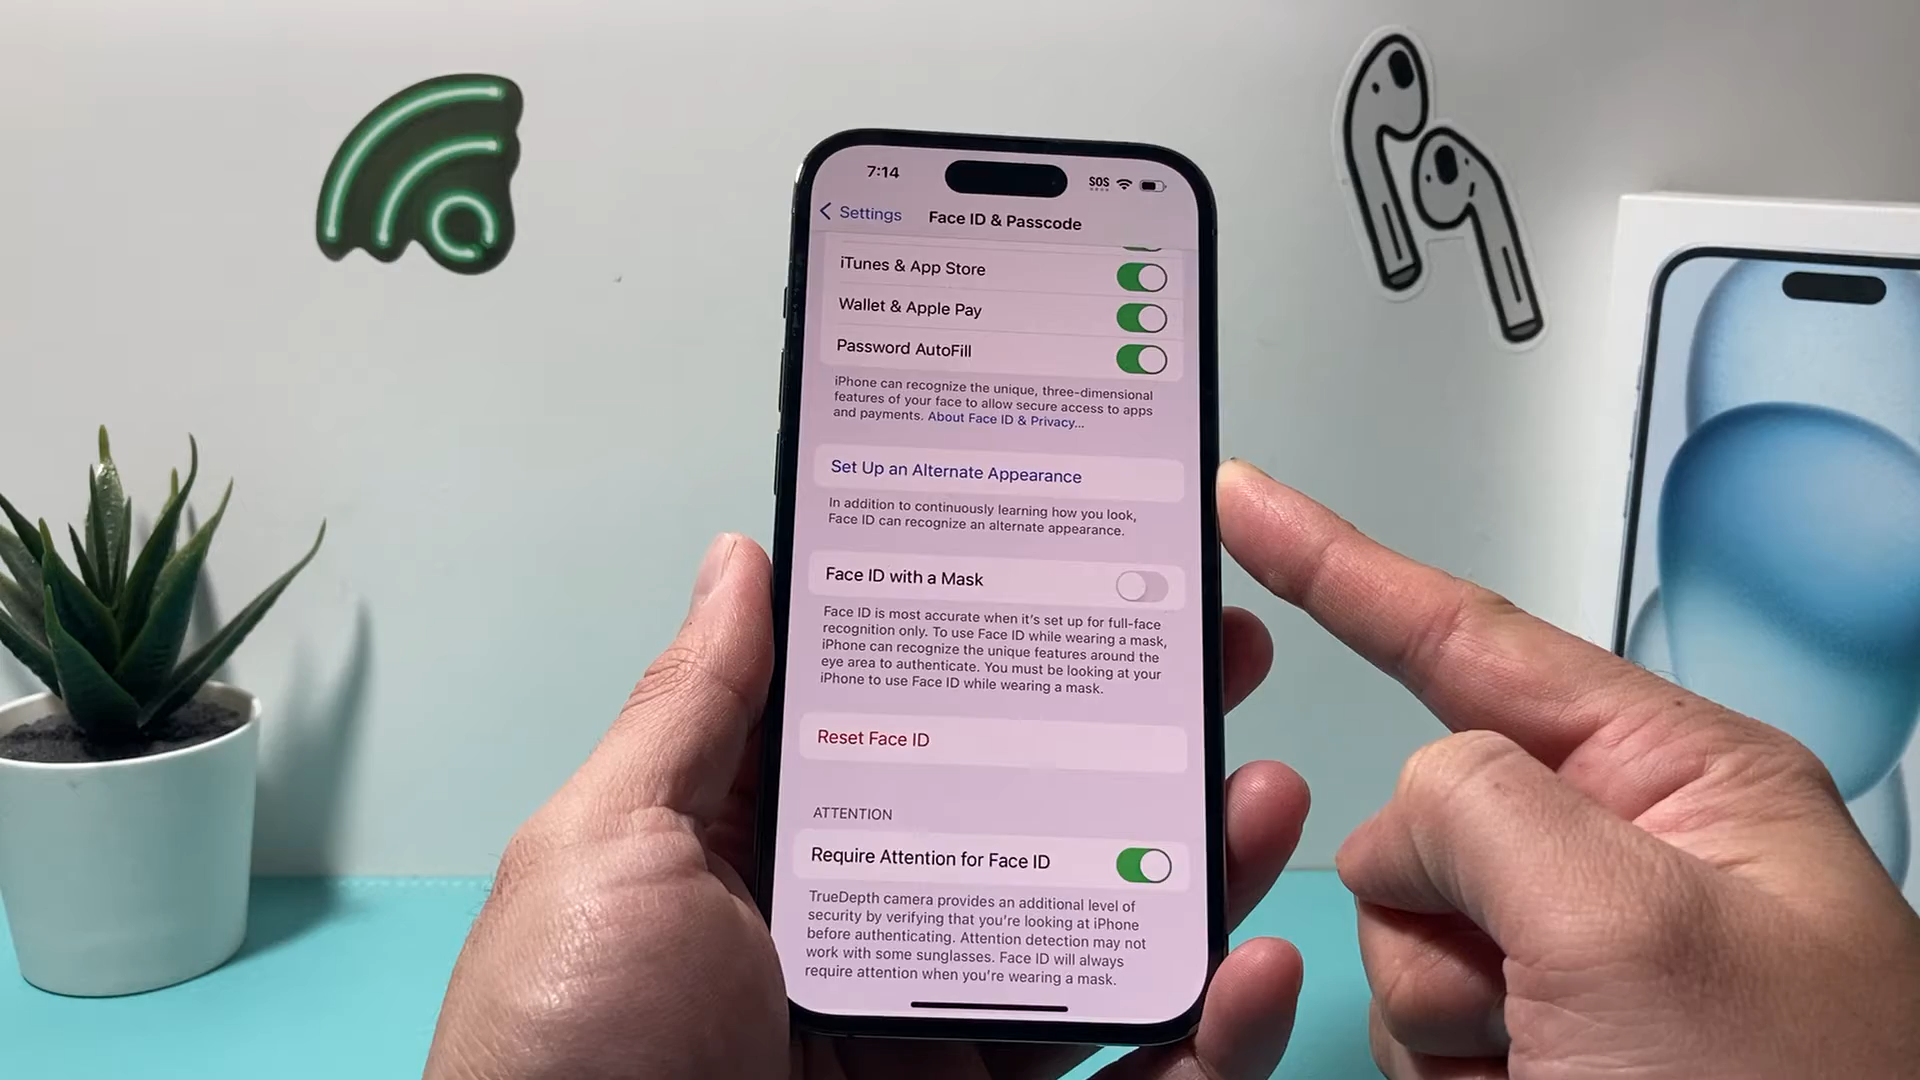 7:14
SOS
Settings
Face ID & Passcode
iTunes & App Store
Wallet & Apple Pay
Password AutoFill
iPhone can recognize the unique, three-dimensional
features of your face to allow secure access to apps
and payments. About Face ID & Privacy...
Set Up an Alternate Appearance
In addition to continuously learning how you look,
Face ID can recognize an alternate appearance.
Face ID with a Mask
Face ID is most accurate when it's set up for full-face
recognition only. To use Face ID while wearing a mask,
iPhone can recognize the unique features around the
eye area to authenticate. You must be looking at your
iPhone to use Face ID while wearing a mask.
Reset Face ID
ATTENTION
Require Attention for Face ID
TrueDepth camera provides an additional level of
security by verifying that you're looking at iPhone
before authenticating. Attention detection may not
work with some sunglasses. Face ID will always
require attention when you're wearing a mask.